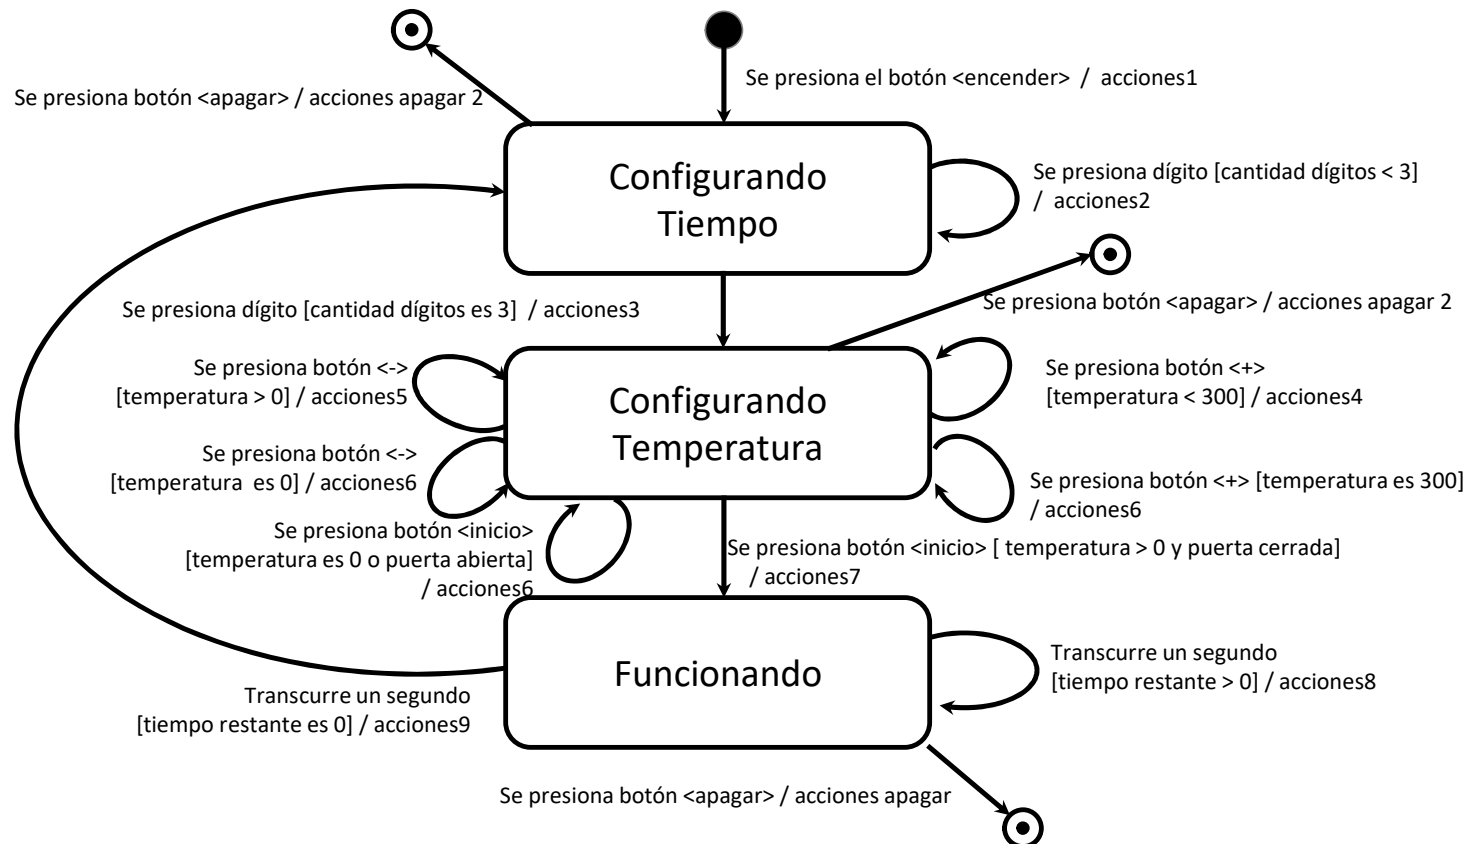 Se presiona el botón <encender> / acciones1
Se presiona botón <apagar> / acciones apagar 2
Configurando
Tiempo
Se presiona dígito [cantidad dígitos < 3]
/ acciones2
Se presiona dígito [cantidad dígitos es 3] / acciones3
Se presiona botón <apagar> / acciones apagar 2
Se presiona botón <->
[temperatura > 0] / acciones5
Configurando
Temperatura
Se presiona botón <+>
[temperatura < 300] / acciones4
Se presiona botón <->
[temperatura es 0] / acciones6
Se presiona botón <+> [temperatura es 300]
/ acciones6
Se presiona botón <inicio>
[temperatura es 0 o puerta abierta]
/ acciones6
Se presiona botón <inicio> [ temperatura > 0 y puerta cerrada]
/ acciones7
Funcionando
Transcurre un segundo
[tiempo restante > 0] / acciones8
Transcurre un segundo
[tiempo restante es 0] / acciones9
Se presiona botón <apagar> / acciones apagar